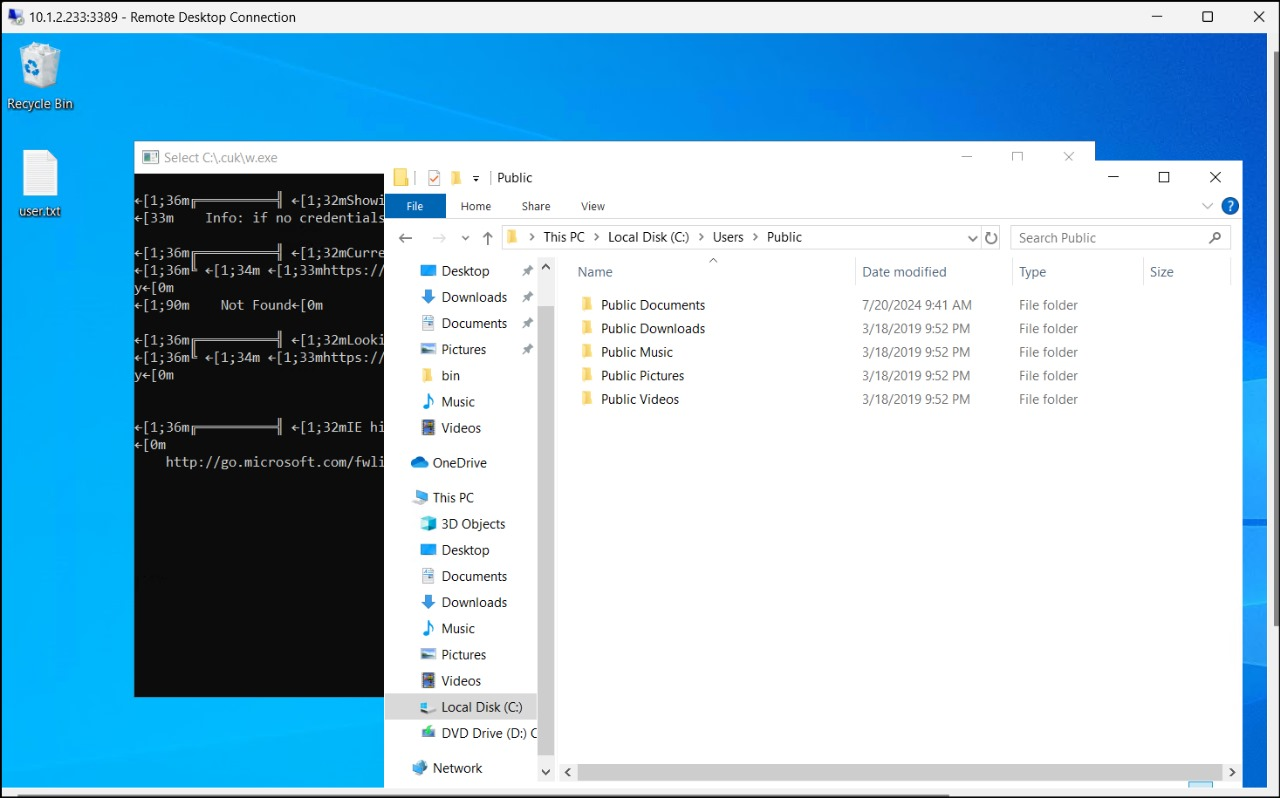 10.1.2.233:3389 - Remote Desktop Connection
Recycle Bin
user.txt
Select C:\.cuk\w.exe
←[1;36m╔══════════╣ ←[1;32mShowi
←[33m    Info: if no credentials
←[1;36m╔══════════╣ ←[1;32mCurre
←[1;36m╚ ←[1;34m ←[1;33mhttps://
y←[0m
←[1;90m    Not Found←[0m
←[1;36m╔══════════╣ ←[1;32mLooki
←[1;36m╚ ←[1;34m ←[1;33mhttps://
y←[0m
←[1;36m╔══════════╣ ←[1;32mIE hi
←[0m
http://go.microsoft.com/fwli
Public
File Home Share View
This PC > Local Disk (C:) > Users > Public
Search Public
Desktop
Downloads
Documents
Pictures
bin
Music
Videos
OneDrive
This PC
3D Objects
Desktop
Documents
Downloads
Music
Pictures
Videos
Local Disk (C:)
DVD Drive (D:) C
Network
Name Date modified Type Size
Public Documents 7/20/2024 9:41 AM File folder
Public Downloads 3/18/2019 9:52 PM File folder
Public Music 3/18/2019 9:52 PM File folder
Public Pictures 3/18/2019 9:52 PM File folder
Public Videos 3/18/2019 9:52 PM File folder